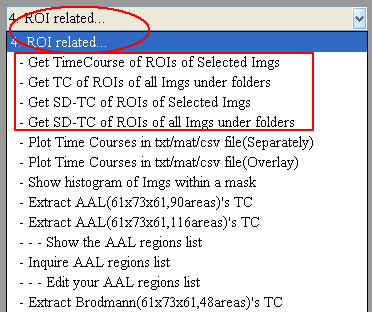 4. ROI related...
4. ROI related...
- Get TimeCourse of ROIs of Selected Imgs
- Get TC of ROIs of all Imgs under folders
- Get SD-TC of ROIs of Selected Imgs
- Get SD-TC of ROIs of all Imgs under folders
- Plot Time Courses in txt/mat/csv file(Separately)
- Plot Time Courses in txt/mat/csv file(Overlay)
- Show histogram of Imgs within a mask
- Extract AAL(61x73x61,90areas)'s TC
- Extract AAL(61x73x61,116areas)'s TC
- - - Show the AAL regions list
- Inquire AAL regions list
- - - Edit your AAL regions list
- Extract Brodmann(61x73x61,48areas)'s TC